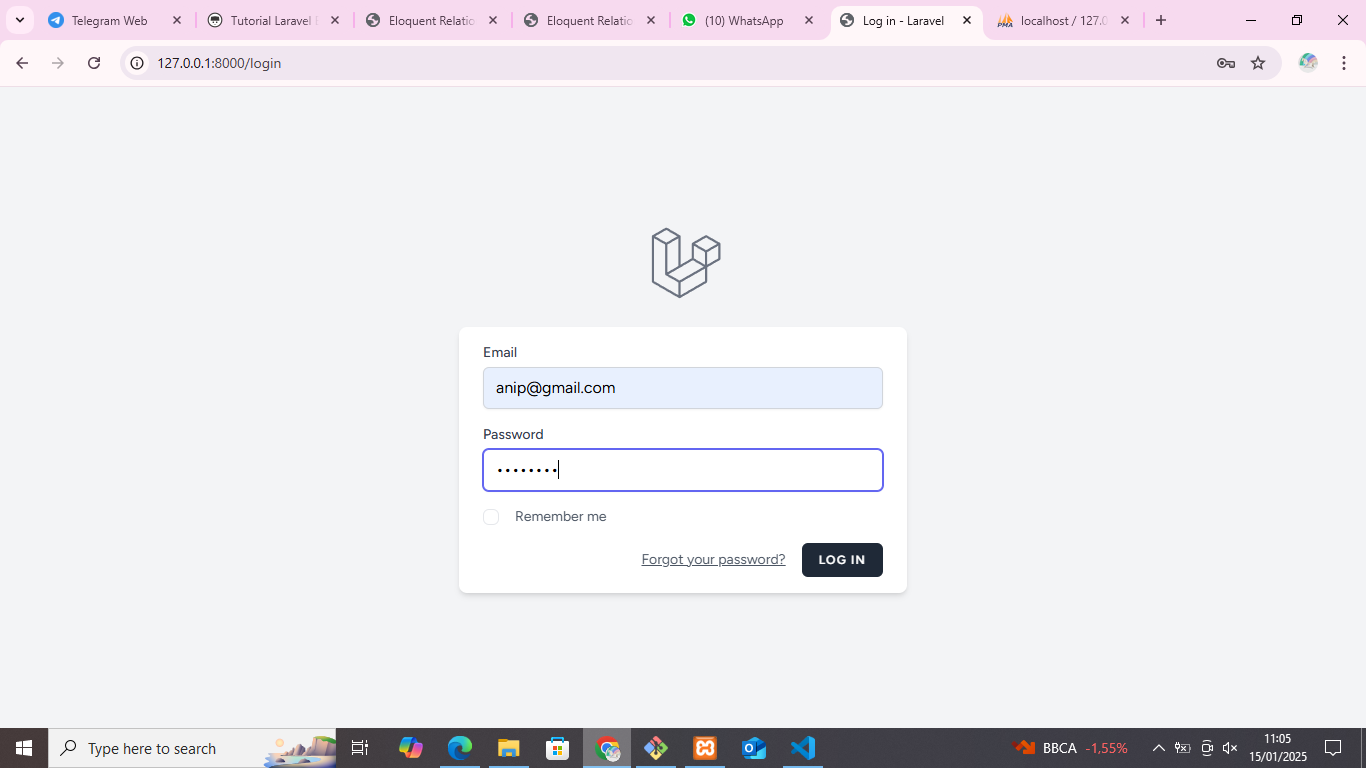 Telegram Web
Tutorial Laravel
Eloquent Relatio
Eloquent Relatio
(10) WhatsApp
Log in - Laravel
PMA
localhost / 127.0
127.0.0.1:8000/login
Email
anip@gmail.com
Password
••••••••
Remember me
Forgot your password?
LOG IN
Type here to search
BBCA -1,55%
11:05
15/01/2025